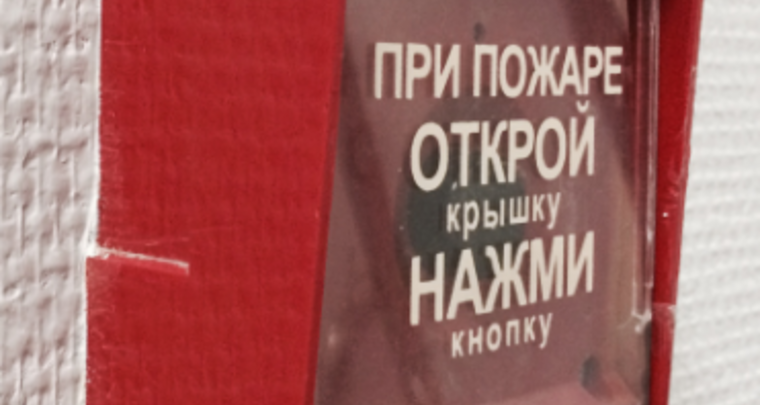 ПРИ ПОЖАРЕ
ОТКРОЙ
крышку
НАЖМИ
кнопку